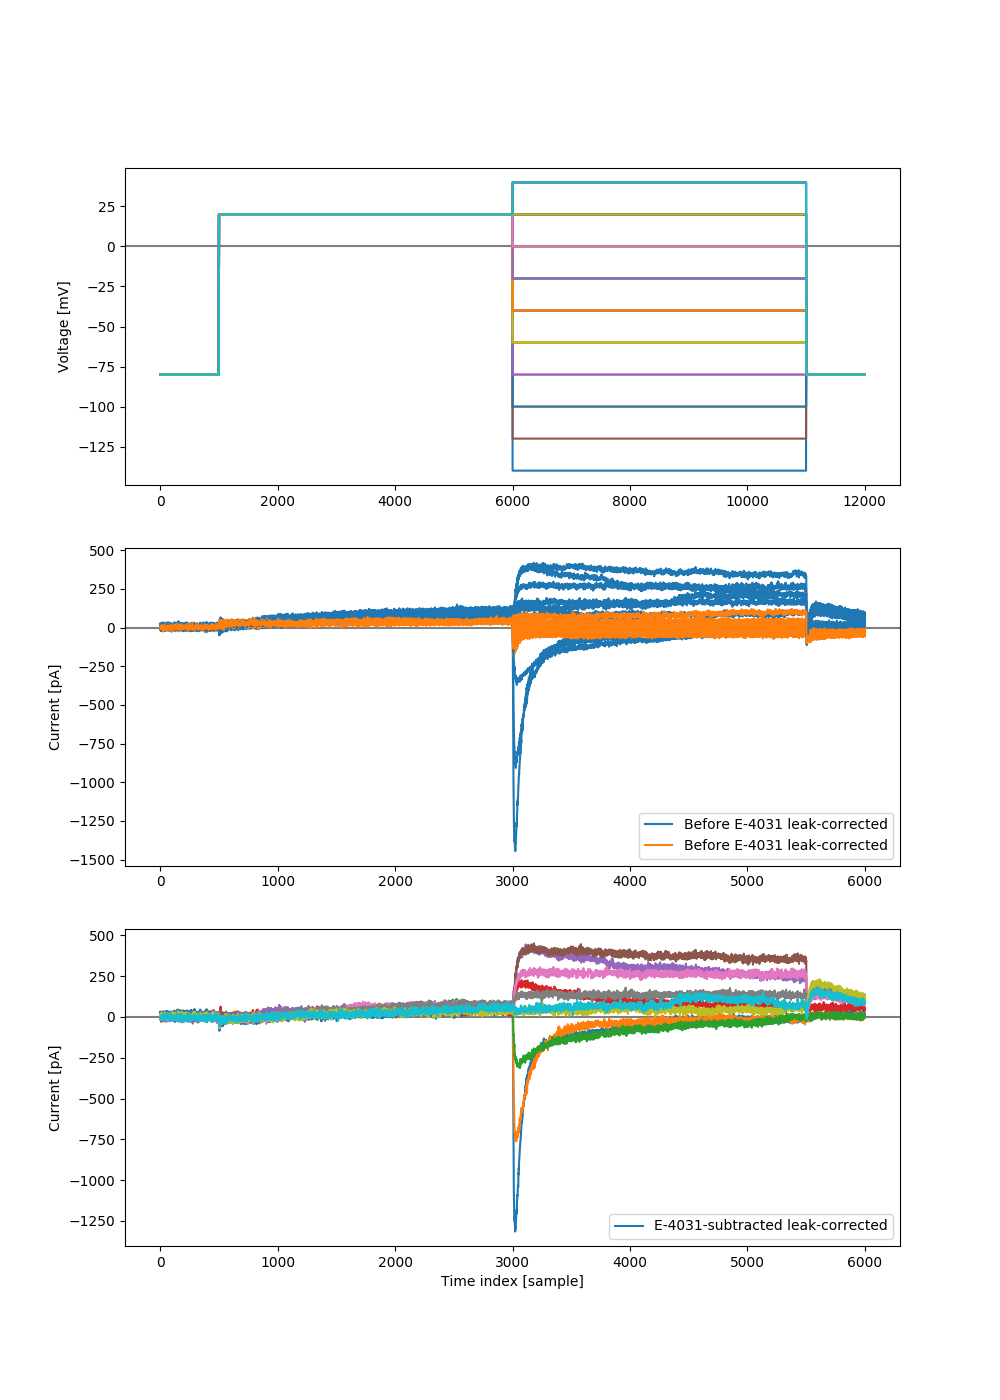 25
0
−25
−50
−75
−100
−125
Voltage [mV]
0 2000 4000 6000 8000 10000 12000
500
250
0
−250
−500
−750
−1000
−1250
−1500
Current [pA]
Before E-4031 leak-corrected
Before E-4031 leak-corrected
0 1000 2000 3000 4000 5000 6000
500
250
0
−250
−500
−750
−1000
−1250
Current [pA]
E-4031-subtracted leak-corrected
0 1000 2000 3000 4000 5000 6000
Time index [sample]